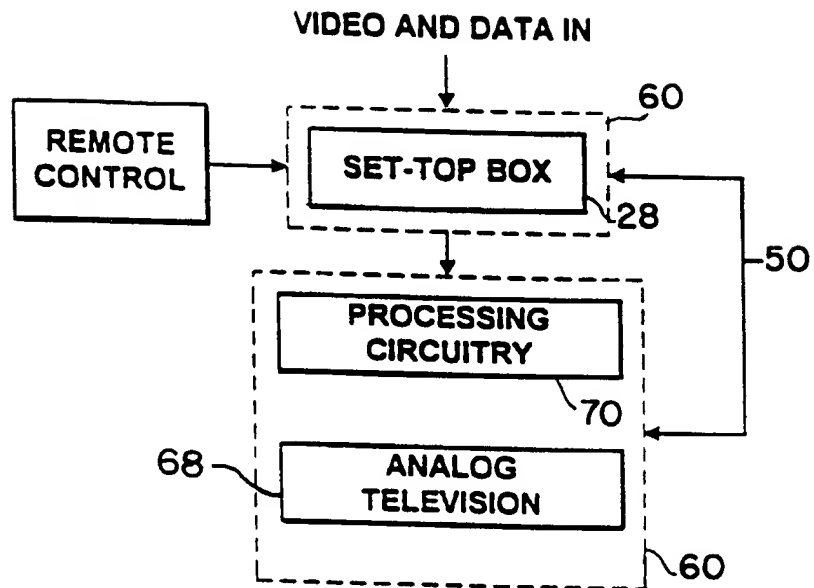 VIDEO AND DATA IN
60
REMOTE
CONTROL
SET-TOP BOX
28
50
PROCESSING
CIRCUITRY
70
68
ANALOG
TELEVISION
60